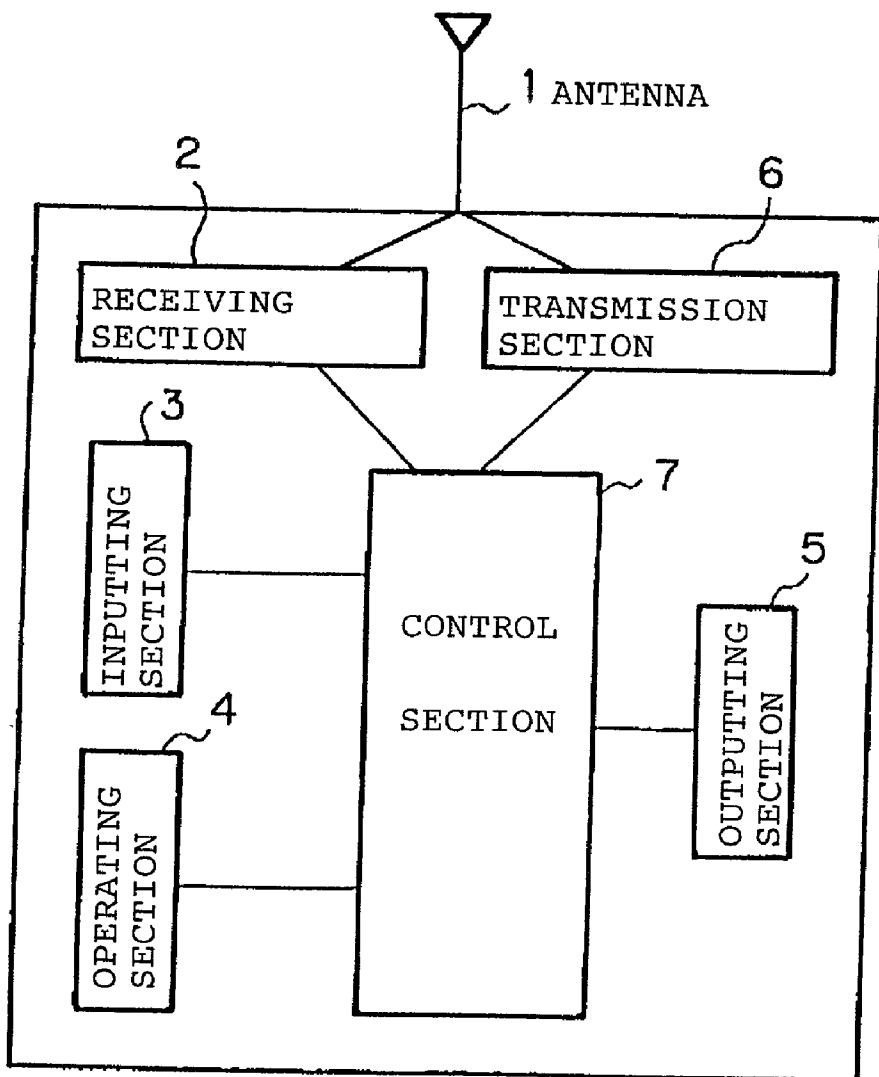 1 ANTENNA
2
6
RECEIVING
SECTION
TRANSMISSION
SECTION
3
INPUTTING
SECTION
7
CONTROL
SECTION
5
OUTPUTTING
SECTION
4
OPERATING
SECTION